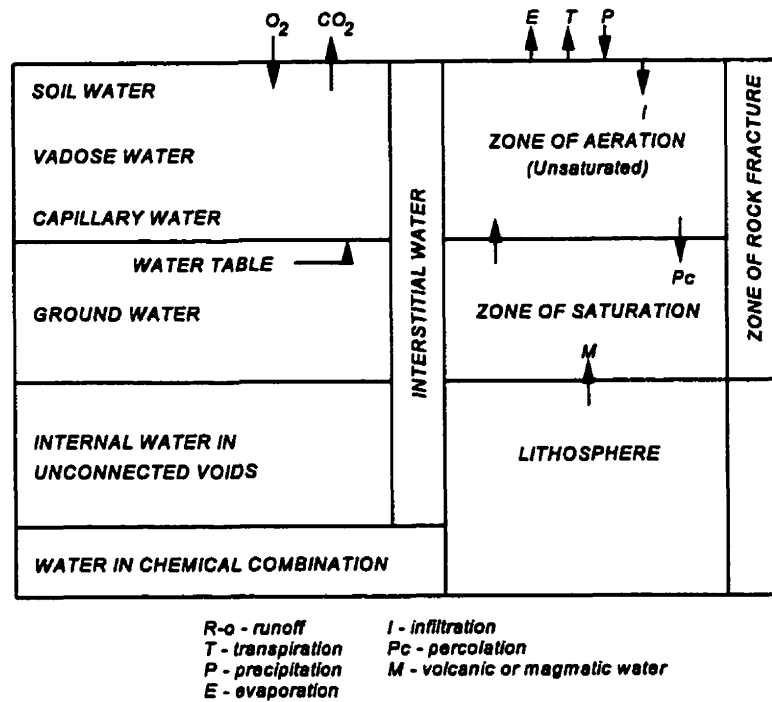 O2 CO2 E T P
SOIL WATER
I
VADOSE WATER
ZONE OF AERATION
(Unsaturated)
CAPILLARY WATER
WATER TABLE
Pc
GROUND WATER
ZONE OF SATURATION
M
INTERNAL WATER IN
UNCONNECTED VOIDS
LITHOSPHERE
WATER IN CHEMICAL COMBINATION
INTERSTITIAL WATER
ZONE OF ROCK FRACTURE
R-o - runoff I - infiltration
T - transpiration Pc - percolation
P - precipitation M - volcanic or magmatic water
E - evaporation